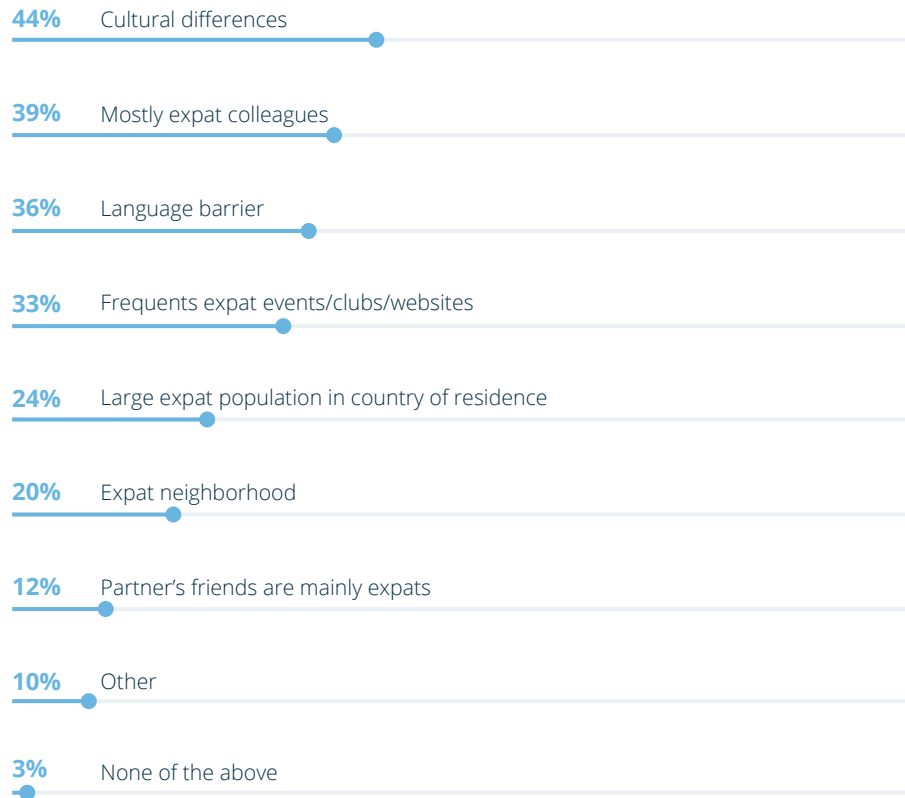 44% Cultural differences
39% Mostly expat colleagues
36% Language barrier
33% Frequents expat events/clubs/websites
24% Large expat population in country of residence
20% Expat neighborhood
12% Partner’s friends are mainly expats
10% Other
3% None of the above